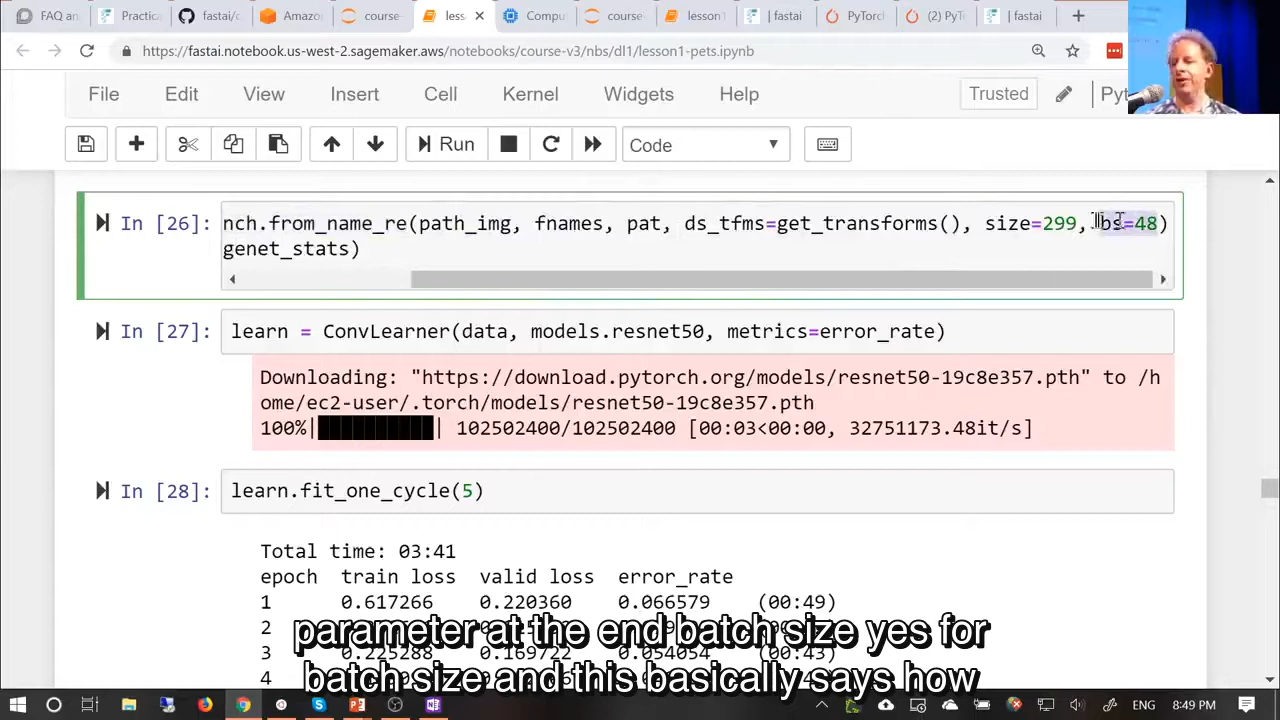 FAQ an
Practica
fastai/c
Amazo
course
less
Compu
course
lesson1
| fastai
PyTorc
(2) PyT
| fastai
https://fastai.notebook.us-west-2.sagemaker.aws/notebooks/course-v3/nbs/dl1/lesson1-pets.ipynb
File Edit View Insert Cell Kernel Widgets Help Trusted Pyt
Run Code
In [26]: nch.from_name_re(path_img, fnames, pat, ds_tfms=get_transforms(), size=299, bs=48)
genet_stats)
In [27]: learn = ConvLearner(data, models.resnet50, metrics=error_rate)
Downloading: "https://download.pytorch.org/models/resnet50-19c8e357.pth" to /h
ome/ec2-user/.torch/models/resnet50-19c8e357.pth
100%|██████████| 102502400/102502400 [00:03<00:00, 32751173.48it/s]
In [28]: learn.fit_one_cycle(5)
Total time: 03:41
epoch train loss valid loss error_rate
1 0.617266 0.220360 0.066579 (00:49)
2
parameter at the end batch size yes for
3 0.225288 0.169722 0.054054 (00:43)
batch size and this basically says how
4
ENG 8:49 PM